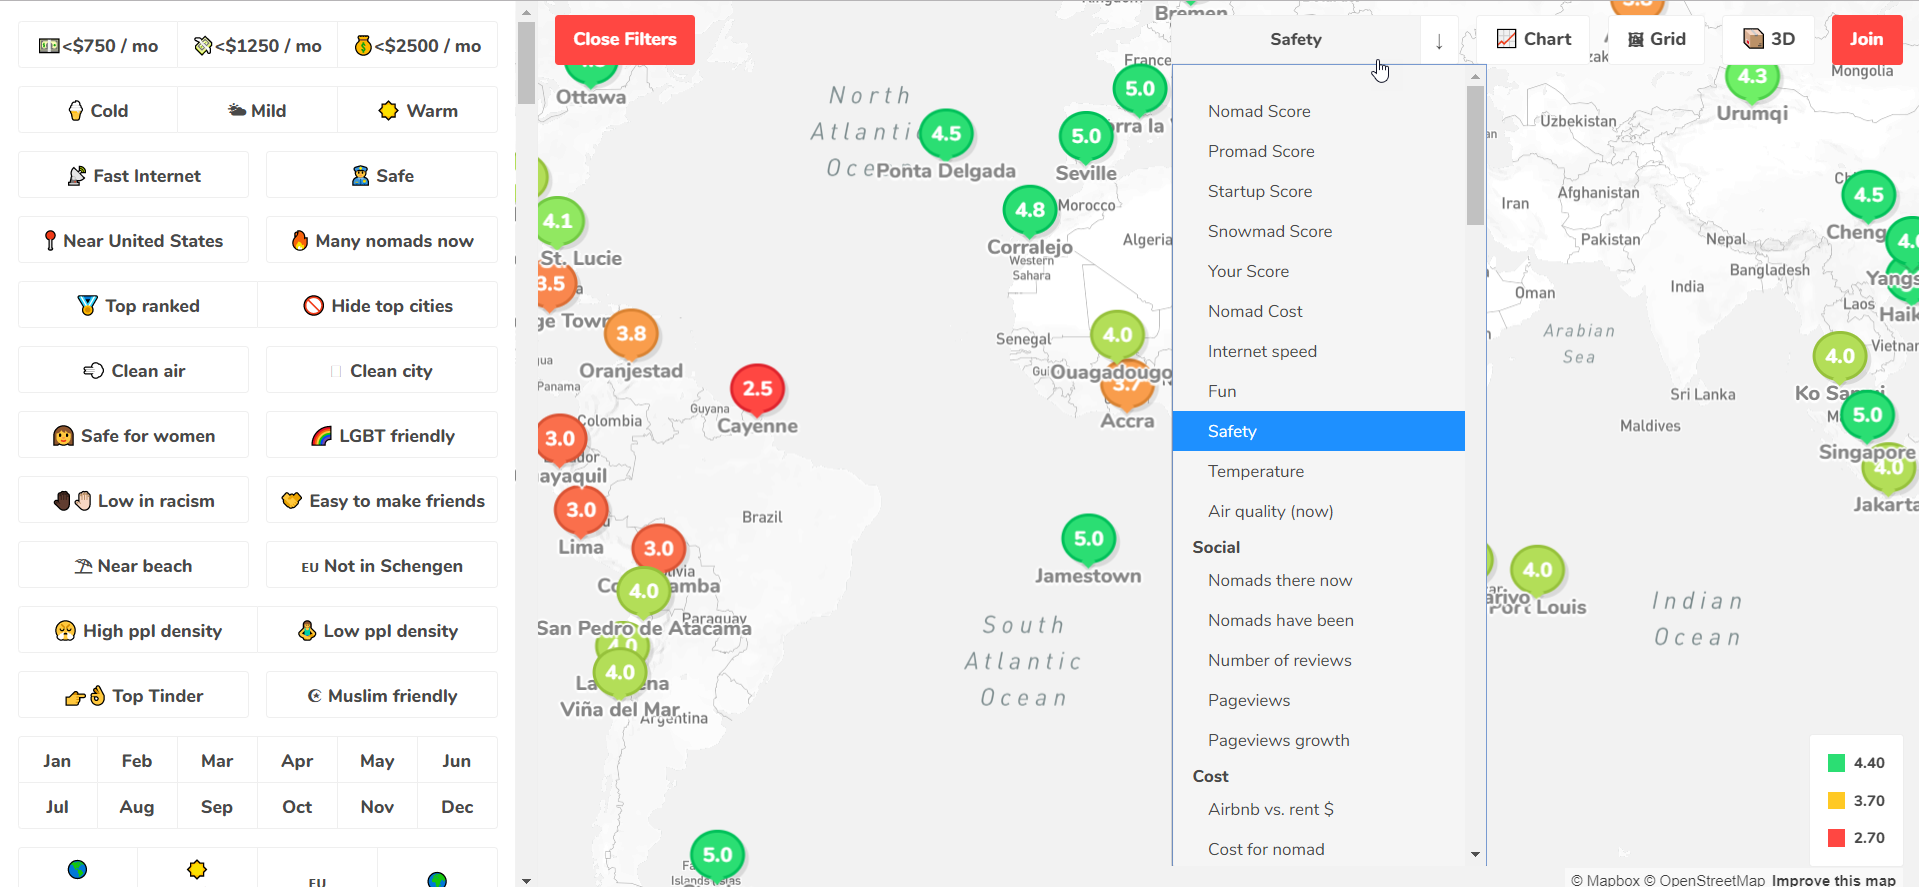 <$750 / mo
<$1250 / mo
<$2500 / mo
Cold
Mild
Warm
Fast Internet
Safe
Near United States
Many nomads now
Top ranked
Hide top cities
Clean air
Clean city
Safe for women
LGBT friendly
Low in racism
Easy to make friends
Near beach
EU Not in Schengen
High ppl density
Low ppl density
Top Tinder
Muslim friendly
Jan
Feb
Mar
Apr
May
Jun
Jul
Aug
Sep
Oct
Nov
Dec
EU
Close Filters
Safety
↓
Chart
Grid
3D
Join
Nomad Score
Promad Score
Startup Score
Snowmad Score
Your Score
Nomad Cost
Internet speed
Fun
Safety
Temperature
Air quality (now)
Social
Nomads there now
Nomads have been
Number of reviews
Pageviews
Pageviews growth
Cost
Airbnb vs. rent $
Cost for nomad
Bremen
France
Ottawa
North
Atlantic
Ocean
4.5
Ponta Delgada
5.0
5.0
Seville
4.8
Morocco
Corralejo
Western
Sahara
Algeria
4.1
St. Lucie
3.5
3.8
Oranjestad
Panama
Colombia
2.5
Guyana
Cayenne
Senegal
4.0
Ouagadougo
3.7
Accra
3.0
ayaquil
3.0
Lima
3.0
Brazil
4.0
Paraguay
San Pedro de Atacama
4.0
4.0
Viña del Mar
Argentina
5.0
Jamestown
South
Atlantic
Ocean
5.0
Islands
Mongolia
4.3
Urumqi
Uzbekistan
Afghanistan
Iran
Pakistan
Nepal
Bangladesh
India
Oman
Arabian
Sea
Sri Lanka
Maldives
4.5
Cheng
4.
Yangs
Laos
Haik
Vietnam
4.0
Ko Sam
5.0
Singapore
4.0
Jakarta
4.0
Port Louis
Indian
Ocean
4.40
3.70
2.70
© Mapbox © OpenStreetMap Improve this map